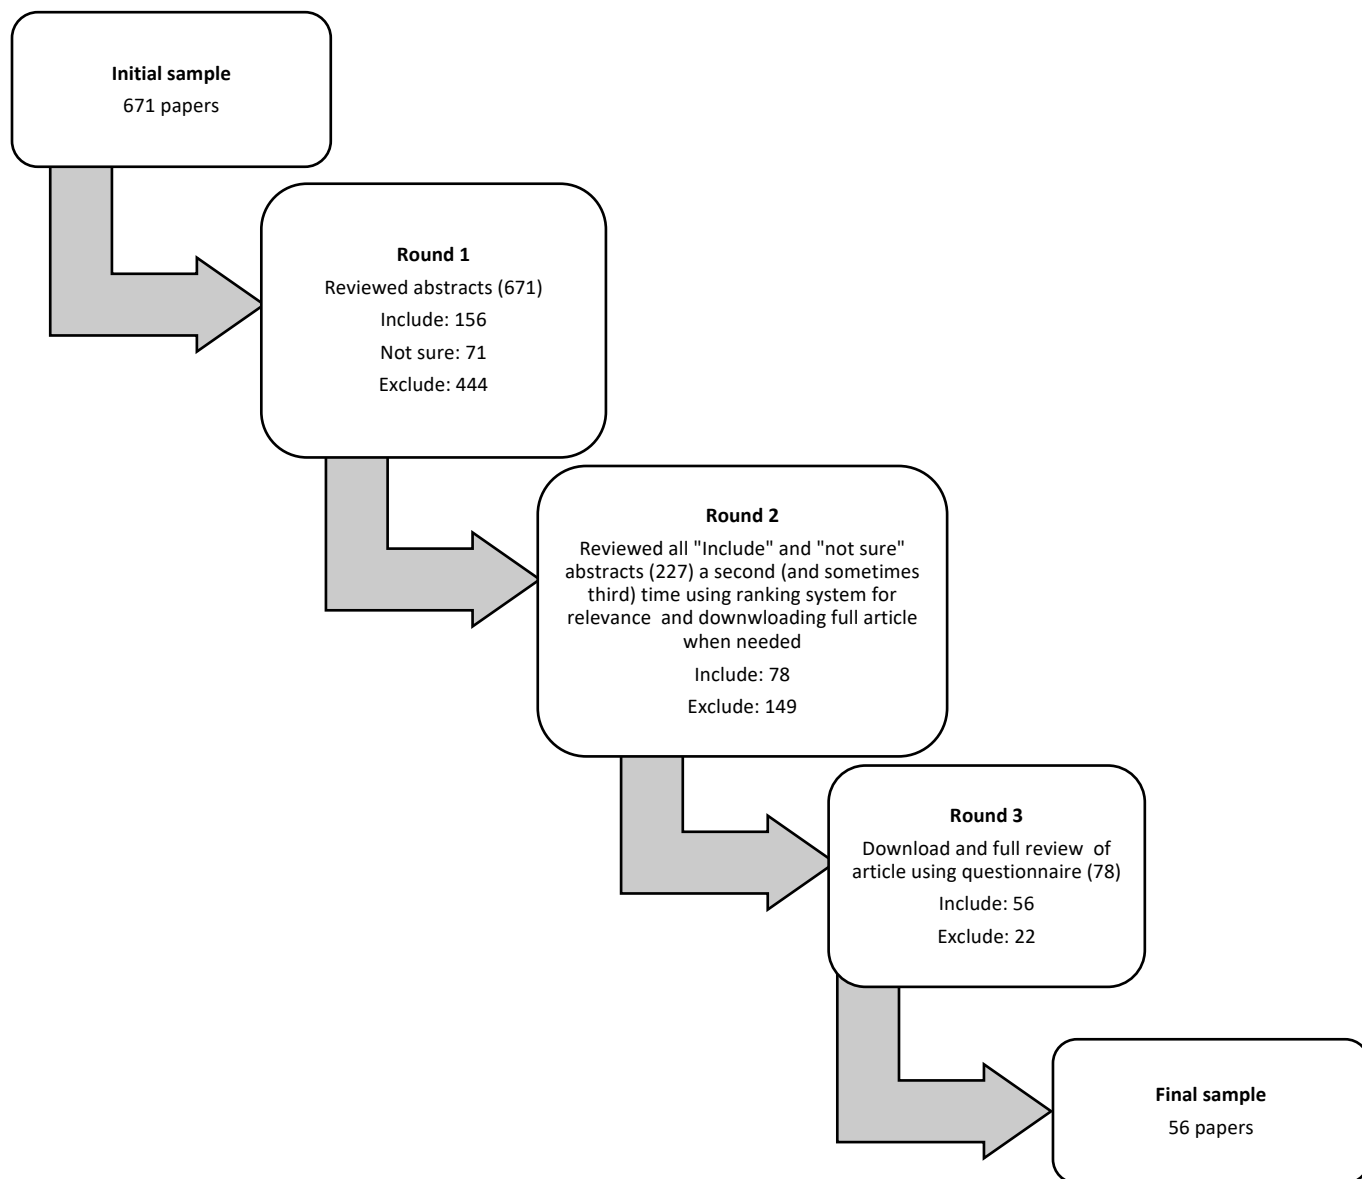 Initial sample
671 papers
Round 1
Reviewed abstracts (671)
Include: 156
Not sure: 71
Exclude: 444
Round 2
Reviewed all "Include" and "not sure"
abstracts (227) a second (and sometimes
third) time using ranking system for
relevance  and downwloading full article
when needed
Include: 78
Exclude: 149
Round 3
Download and full review  of
article using questionnaire (78)
Include: 56
Exclude: 22
Final sample
56 papers